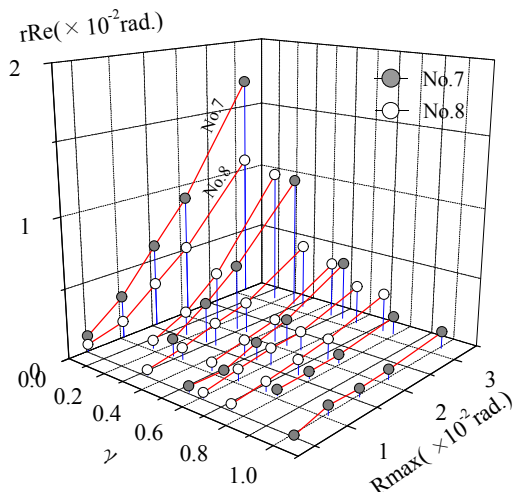 rRe(×10-2rad.)
2
No.7
No.8
No.7
No.8
1
0
0.0
0.2
0.4
0.6
0.8
1.0
γ
1
2
3
Rmax(×10-2rad.)